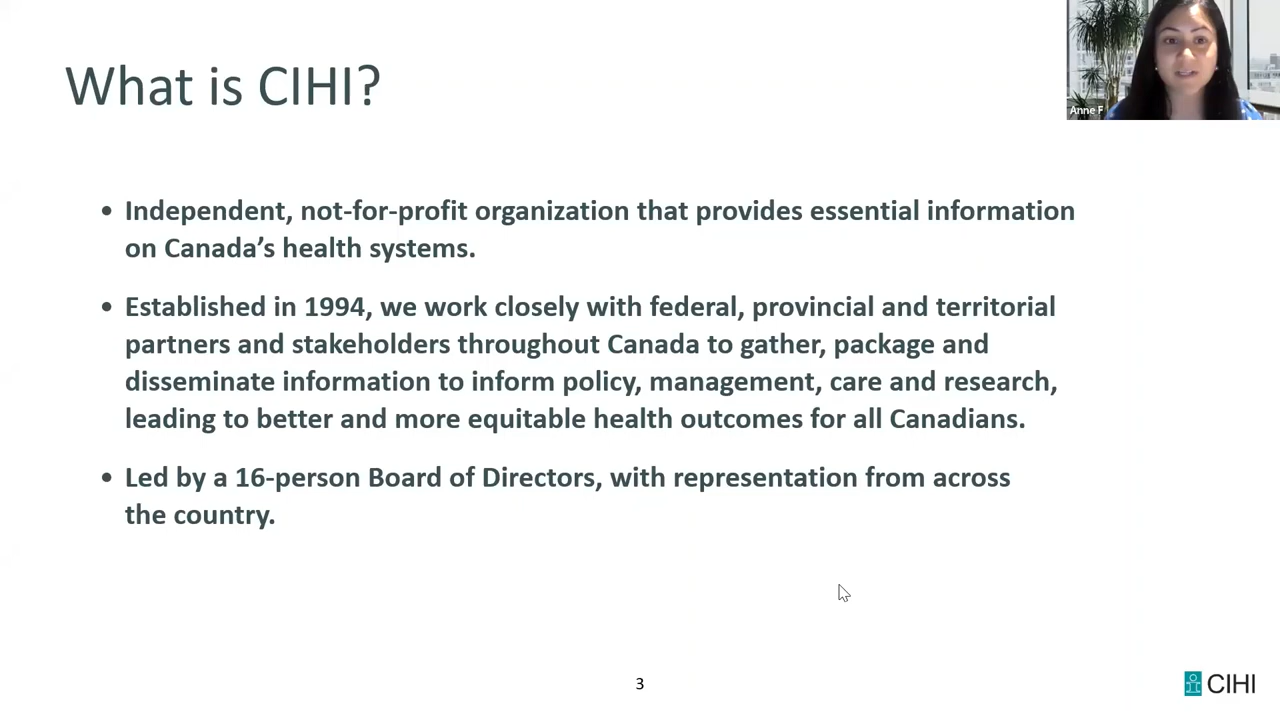 What is CIHI?
Anne F
• Independent, not-for-profit organization that provides essential information
on Canada’s health systems.
• Established in 1994, we work closely with federal, provincial and territorial
partners and stakeholders throughout Canada to gather, package and
disseminate information to inform policy, management, care and research,
leading to better and more equitable health outcomes for all Canadians.
• Led by a 16-person Board of Directors, with representation from across
the country.
3
CIHI